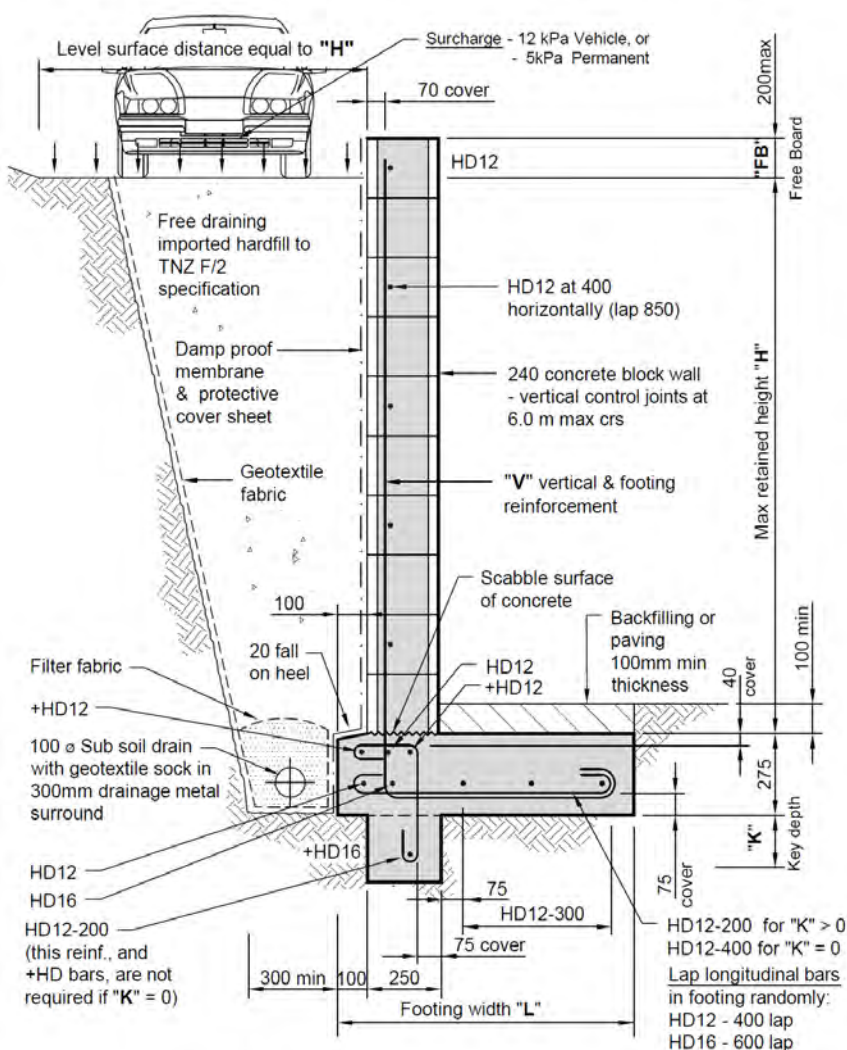 Level surface distance equal to "H"
Surcharge - 12 kPa Vehicle, or
- 5kPa Permanent
70 cover
200max
"FB"
Free Board
HD12
Free draining
imported hardfill to
TNZ F/2
specification
HD12 at 400
horizontally (lap 850)
Damp proof
membrane
& protective
cover sheet
240 concrete block wall
- vertical control joints at
6.0 m max crs
Max retained height "H"
Geotextile
fabric
"V" vertical & footing
reinforcement
Scabble surface
of concrete
100
20 fall
on heel
Backfilling or
paving
100mm min
thickness
100 min
40
cover
Filter fabric
HD12
+HD12
+HD12
100 ø Sub soil drain
with geotextile sock in
300mm drainage metal
surround
275
"K"
Key depth
HD12
+HD16
HD16
75
75
cover
HD12-200
(this reinf., and
+HD bars, are not
required if "K" = 0)
HD12-300
75 cover
HD12-200 for "K" > 0
HD12-400 for "K" = 0
300 min
100
250
Footing width "L"
Lap longitudinal bars
in footing randomly:
HD12 - 400 lap
HD16 - 600 lap